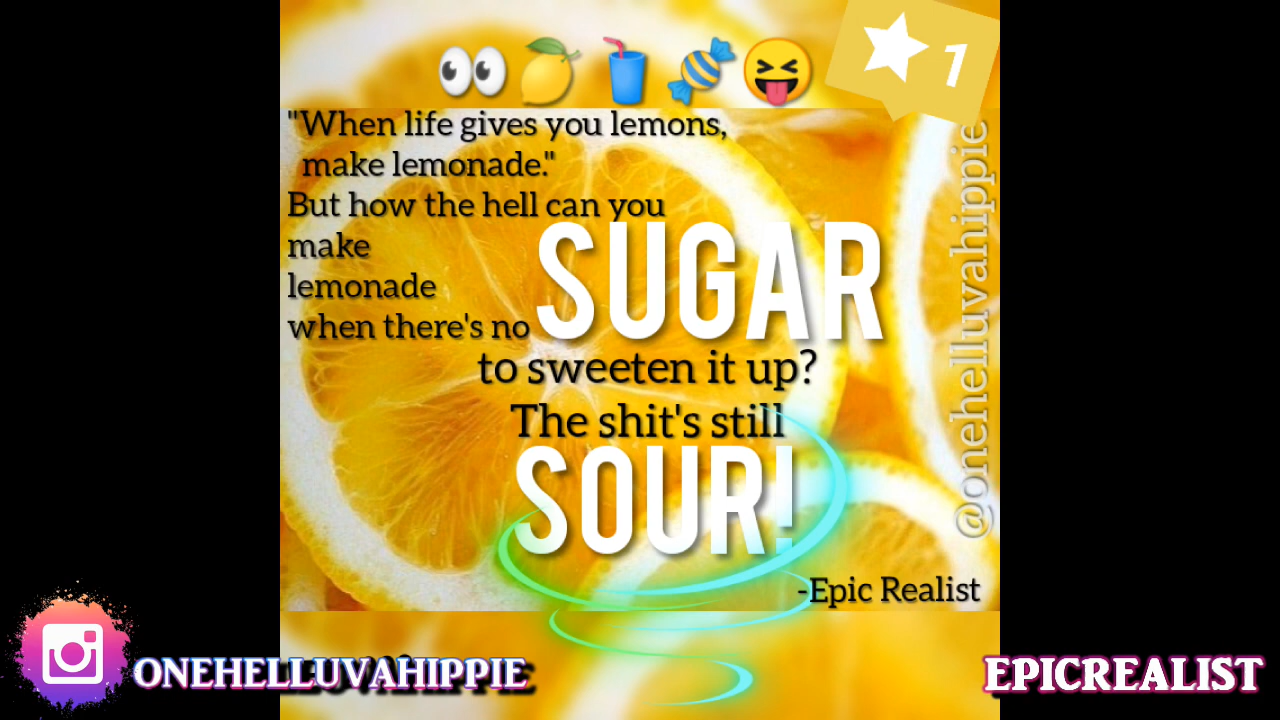 1
"When life gives you lemons,
make lemonade."
But how the hell can you
make
lemonade
when there's no SUGAR
to sweeten it up?
The shit's still
SOUR!
-Epic Realist
@onehelluvahippie
ONEHELLUVAHIPPIE
EPICREALIST